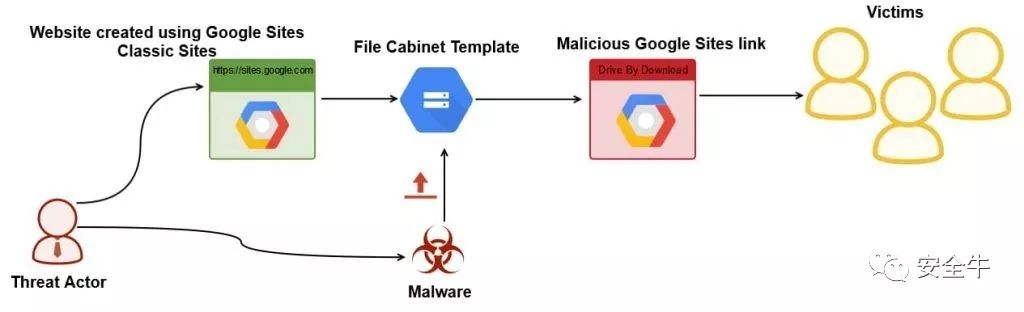 Victims
Website created using Google Sites
Classic Sites
File Cabinet Template
Malicious Google Sites link
https://sites.google.com
Drive By Download
Threat Actor
Malware
安全牛